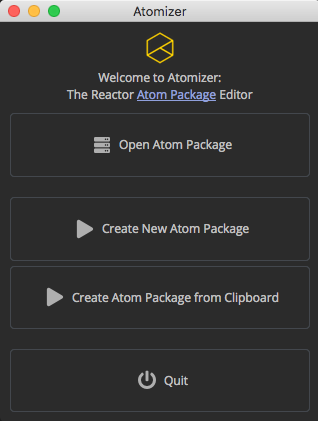 Atomizer
Welcome to Atomizer:
The Reactor Atom Package Editor
Open Atom Package
Create New Atom Package
Create Atom Package from Clipboard
Quit